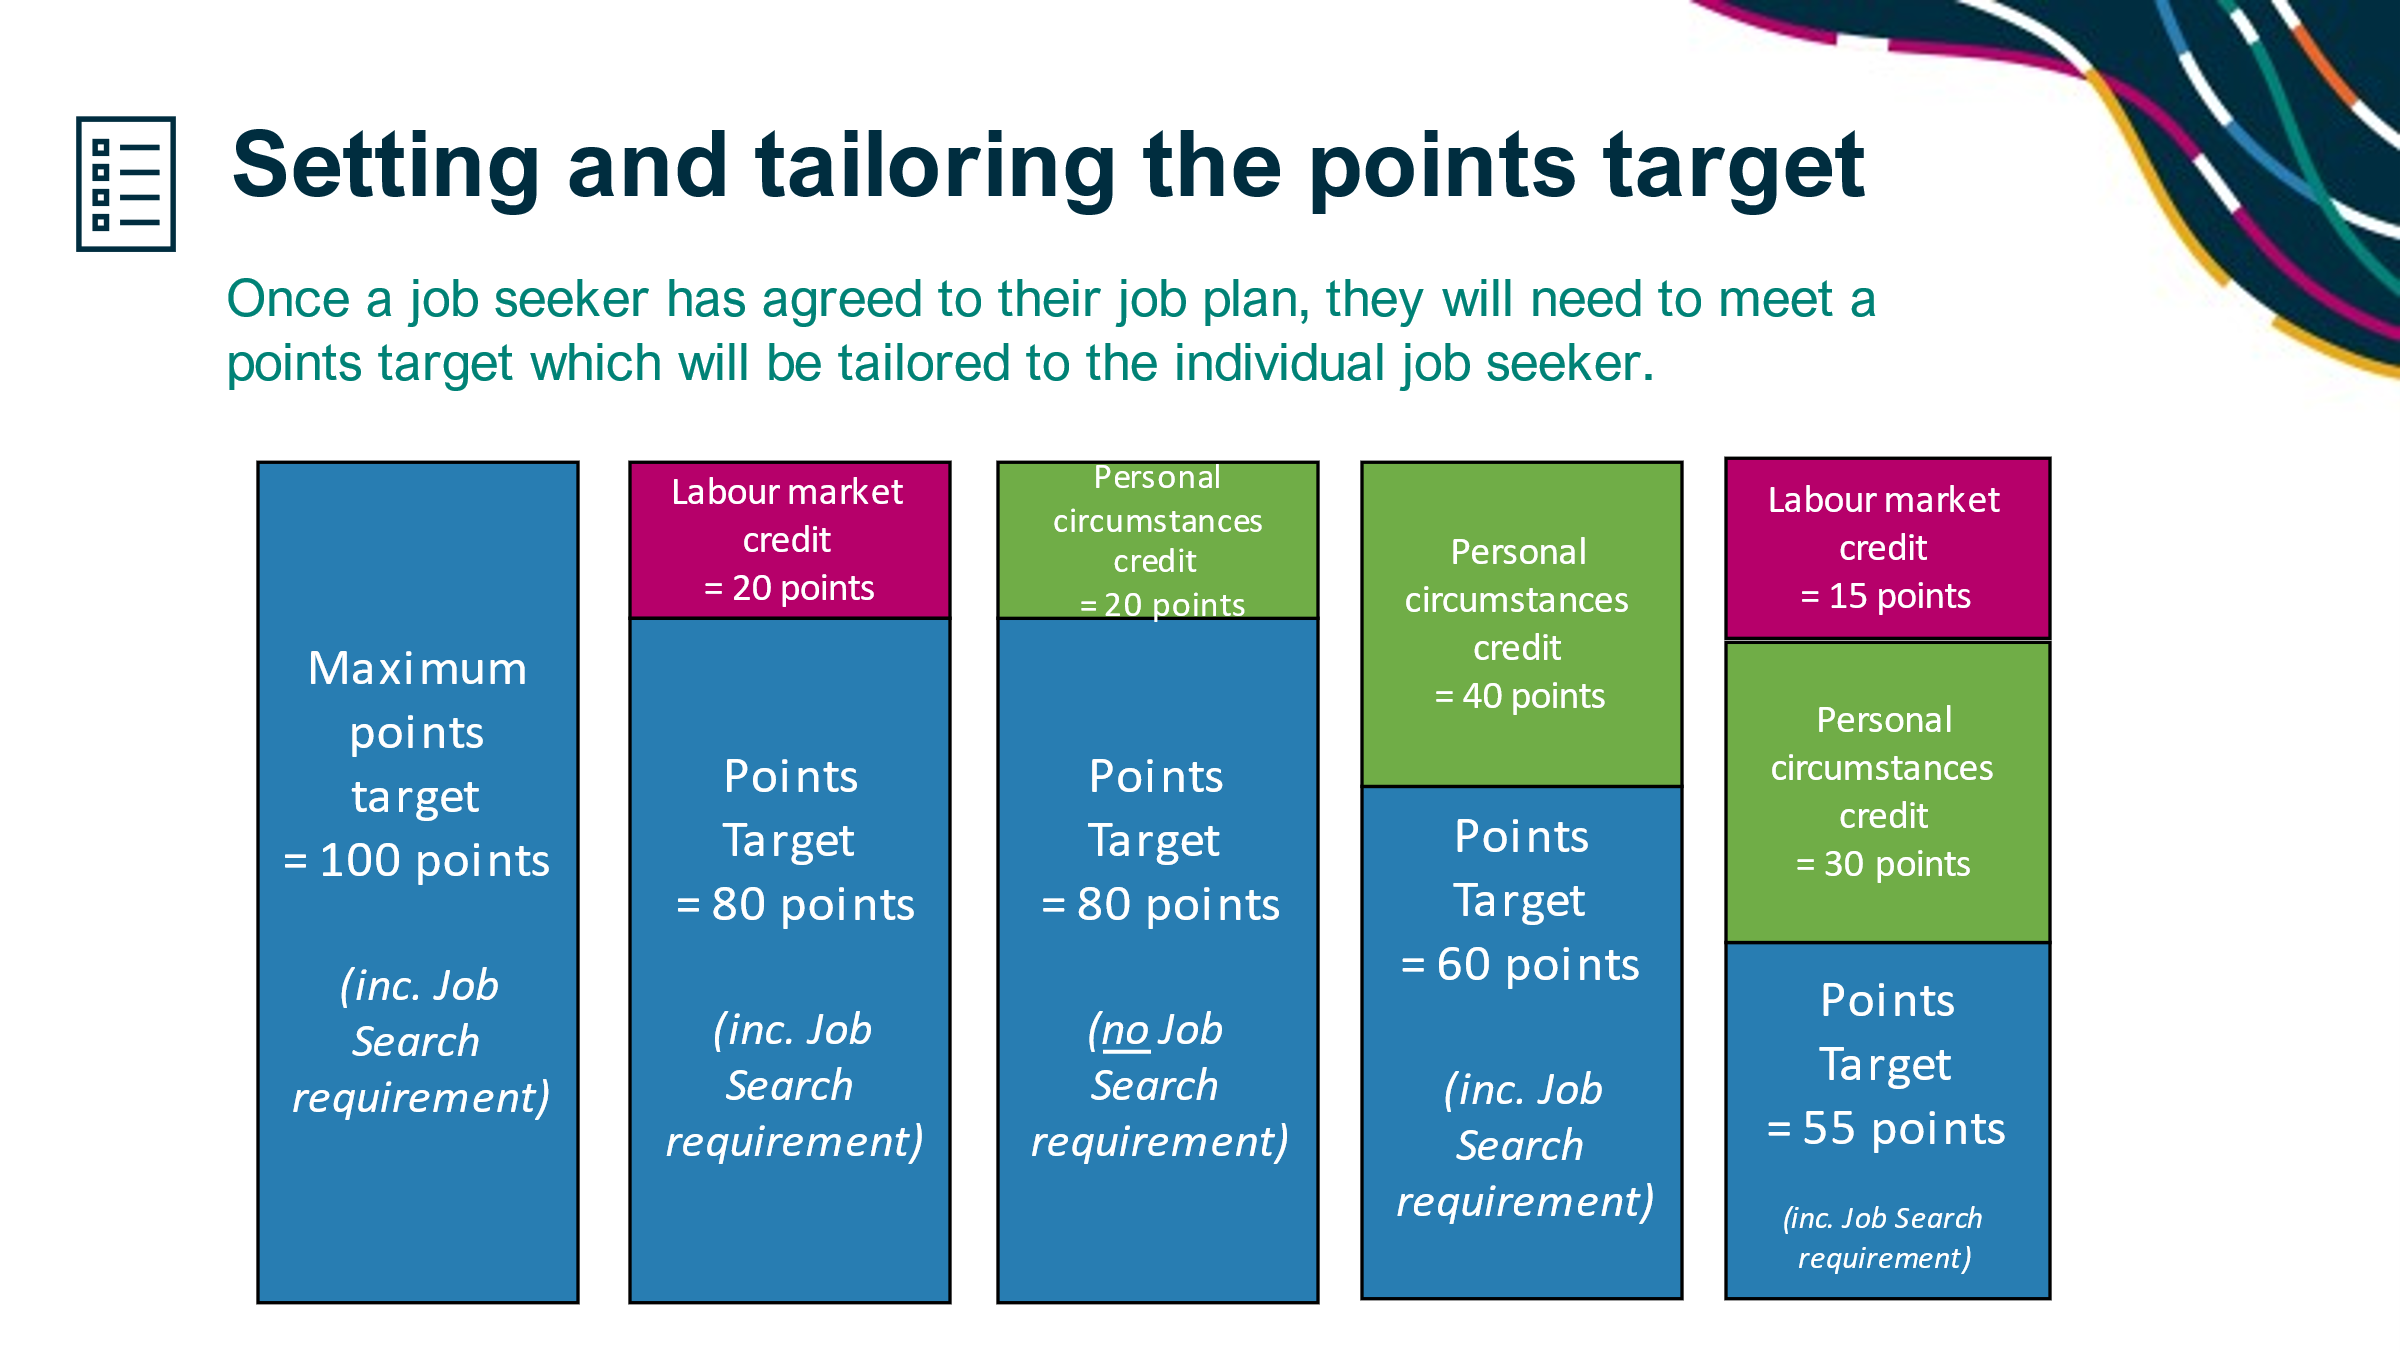 Setting and tailoring the points target
Once a job seeker has agreed to their job plan, they will need to meet a
points target which will be tailored to the individual job seeker.
Maximum
points
target
= 100 points
(inc. Job
Search
requirement)
Labour market
credit
= 20 points
Points
Target
= 80 points
(inc. Job
Search
requirement)
Personal
circumstances
credit
= 20 points
Points
Target
= 80 points
(no Job
Search
requirement)
Personal
circumstances
credit
= 40 points
Points
Target
= 60 points
(inc. Job
Search
requirement)
Labour market
credit
= 15 points
Personal
circumstances
credit
= 30 points
Points
Target
= 55 points
(inc. Job Search
requirement)